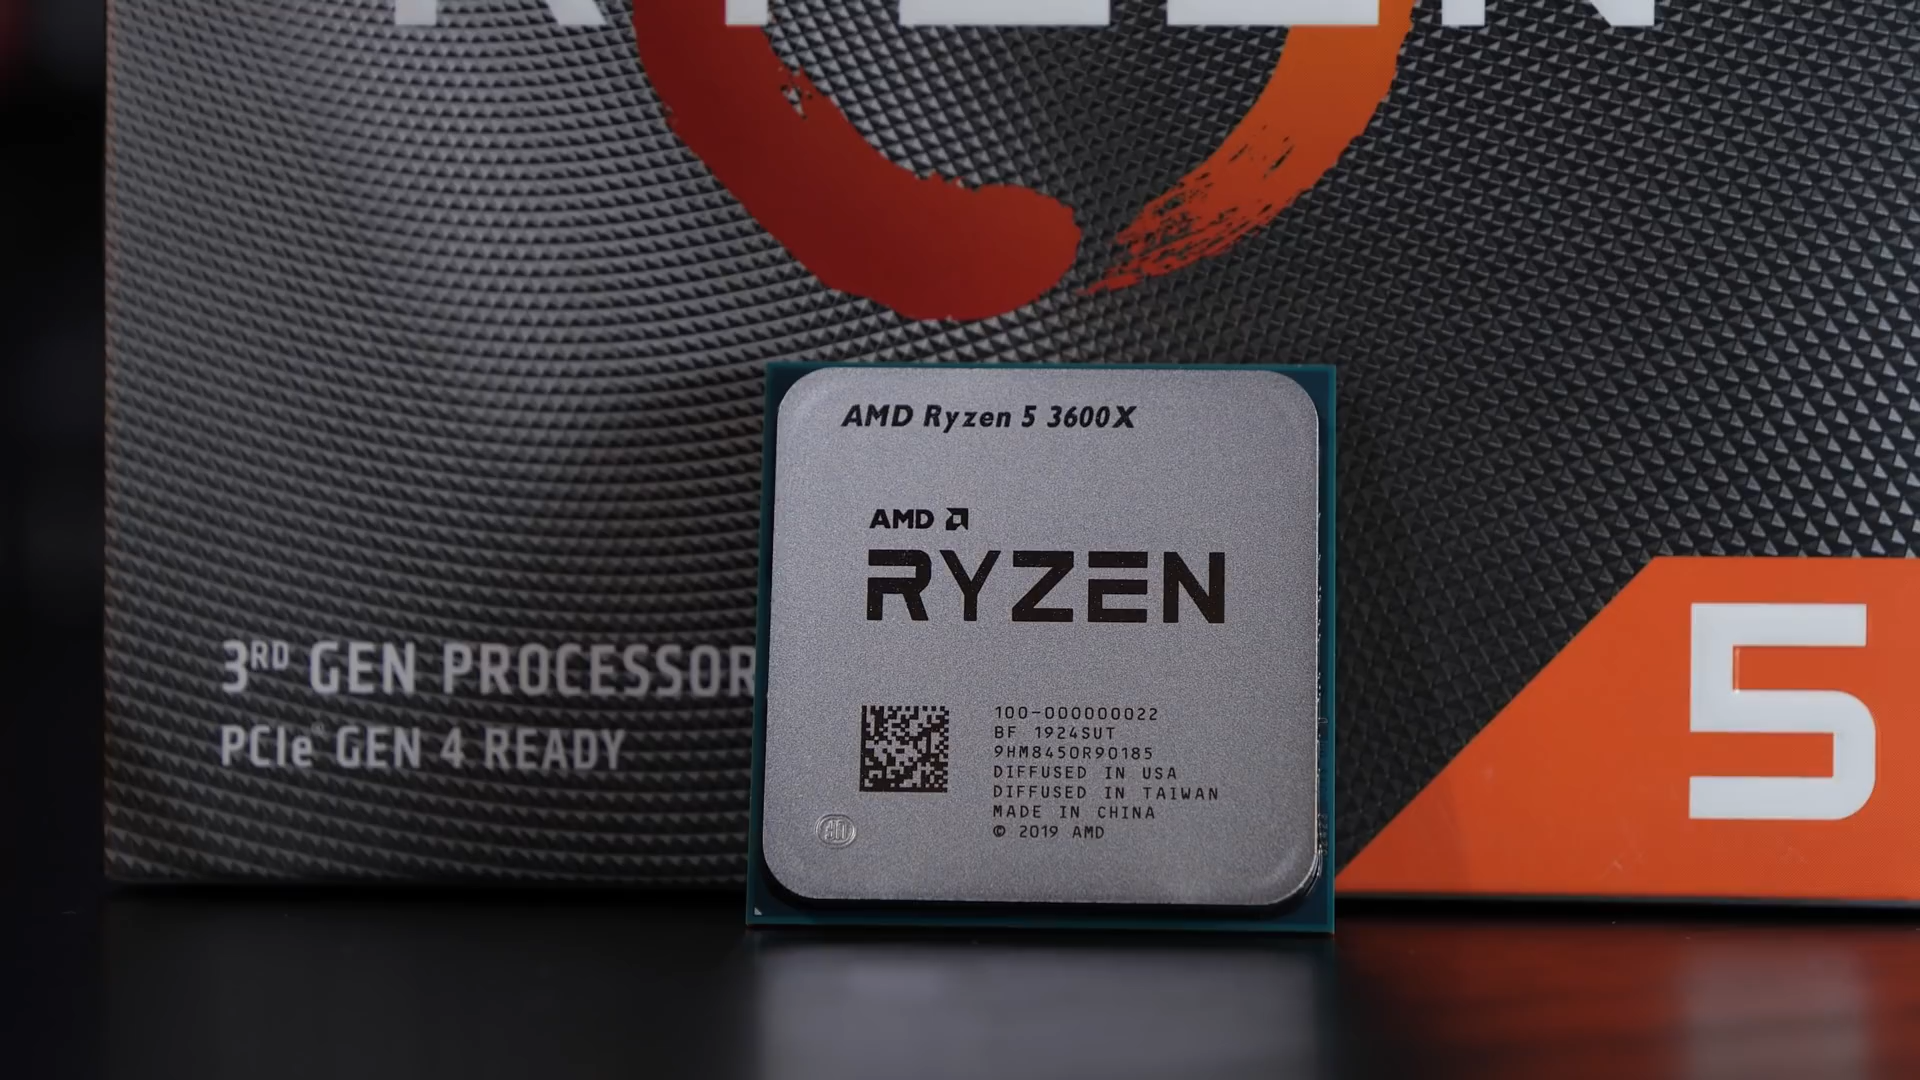 RYZEN
AMD Ryzen 5 3600X
AMD
RYZEN
3RD GEN PROCESSOR
PCIe® GEN 4 READY
5
100-000000022
BF 1924SUT
9HM8450R90185
DIFFUSED IN USA
DIFFUSED IN TAIWAN
MADE IN CHINA
© 2019 AMD